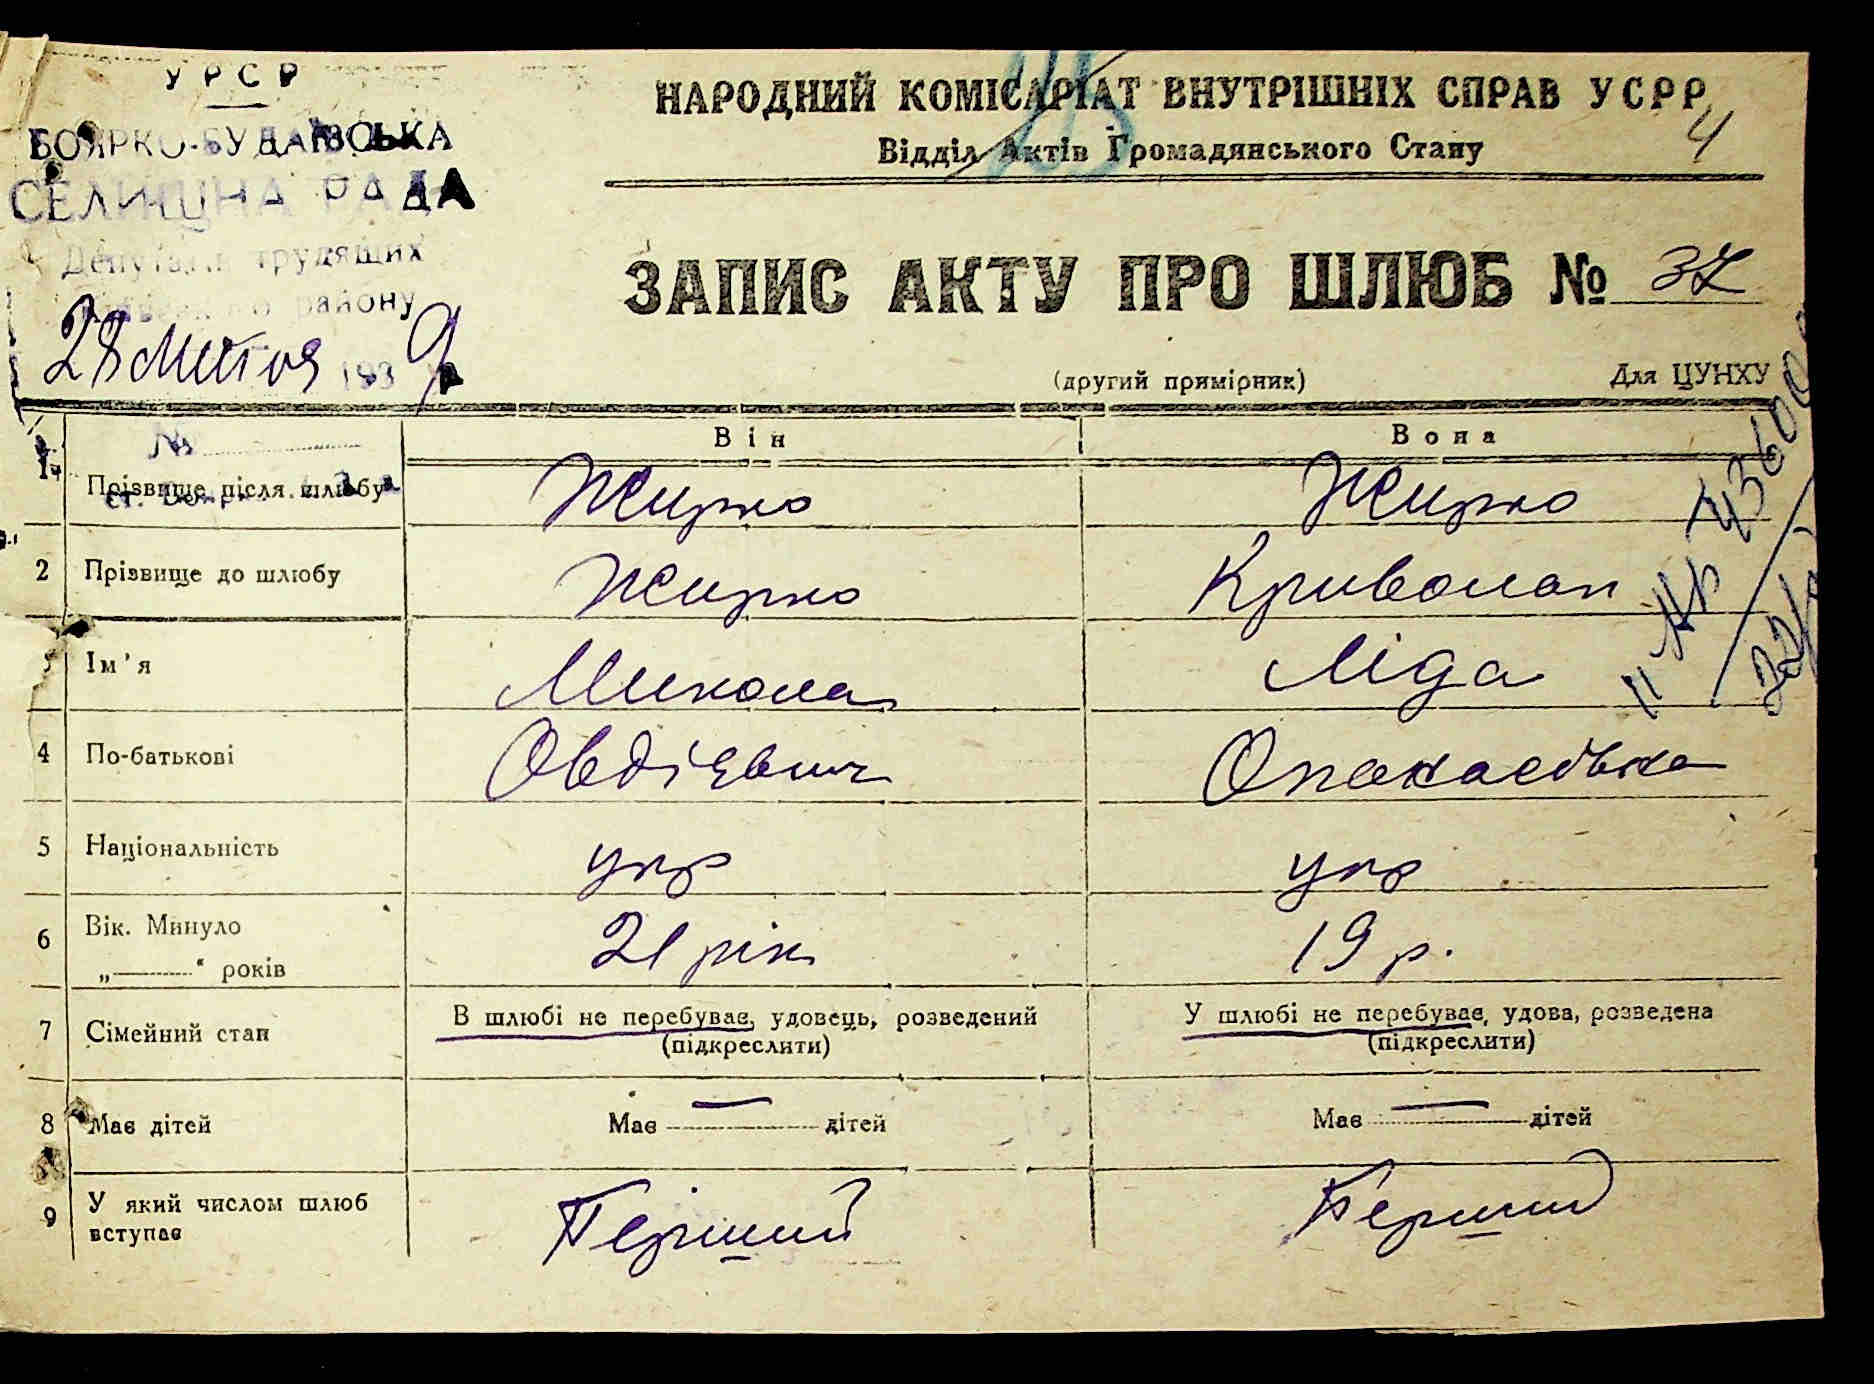 УРСР
БОЯРКО-БУДАЇВСЬКА
СЕЛИЩНА РАДА
Депутатів трудящих
району
28 лютого 1939 р.
НАРОДНИЙ КОМІСАРІАТ ВНУТРІШНІХ СПРАВ УСРР
4
Відділ Актів Громадянського Стану
ЗАПИС АКТУ ПРО ШЛЮБ № 37
(другий примірник) Для ЦУНХУ
№
Він Вона
1. Прізвище після шлюбу Жирко Жирко
2 Прізвище до шлюбу Жирко Кривошап
3 Ім'я Микола Ліда
4 По-батькові Овдієвич Опанасівна
5 Національність укр укр
6 Вік. Минуло
„ “ років 21 рік 19 р.
7 Сімейний стан В шлюбі не перебуває, удовець, розведений У шлюбі не перебуває, удова, розведена
(підкреслити) (підкреслити)
8 Має дітей Має — дітей Має — дітей
9 У який числом шлюб
вступає Перший Перший